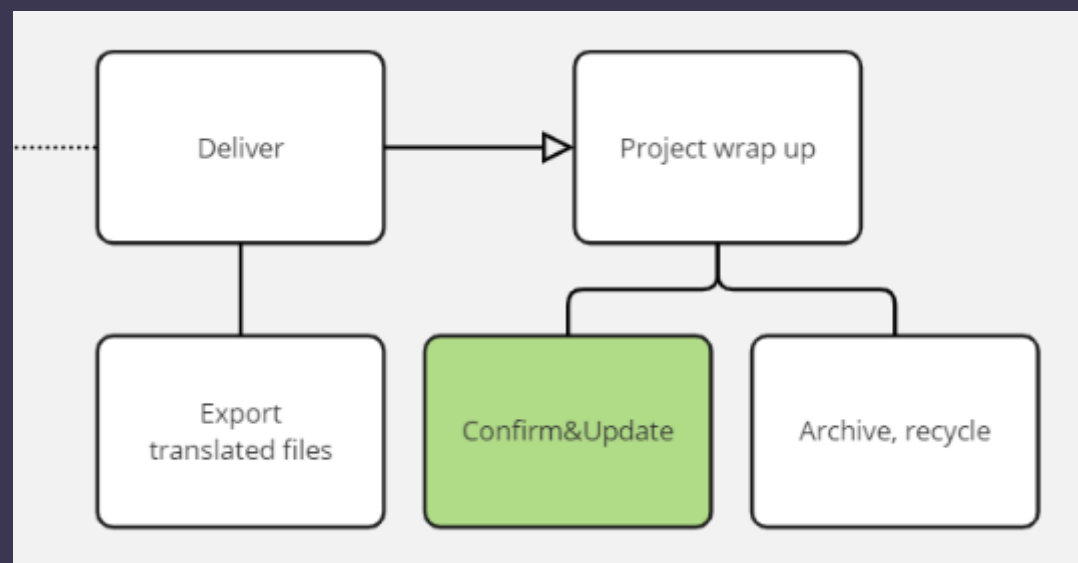 Deliver
Project wrap up
Export
translated files
Confirm&Update
Archive, recycle